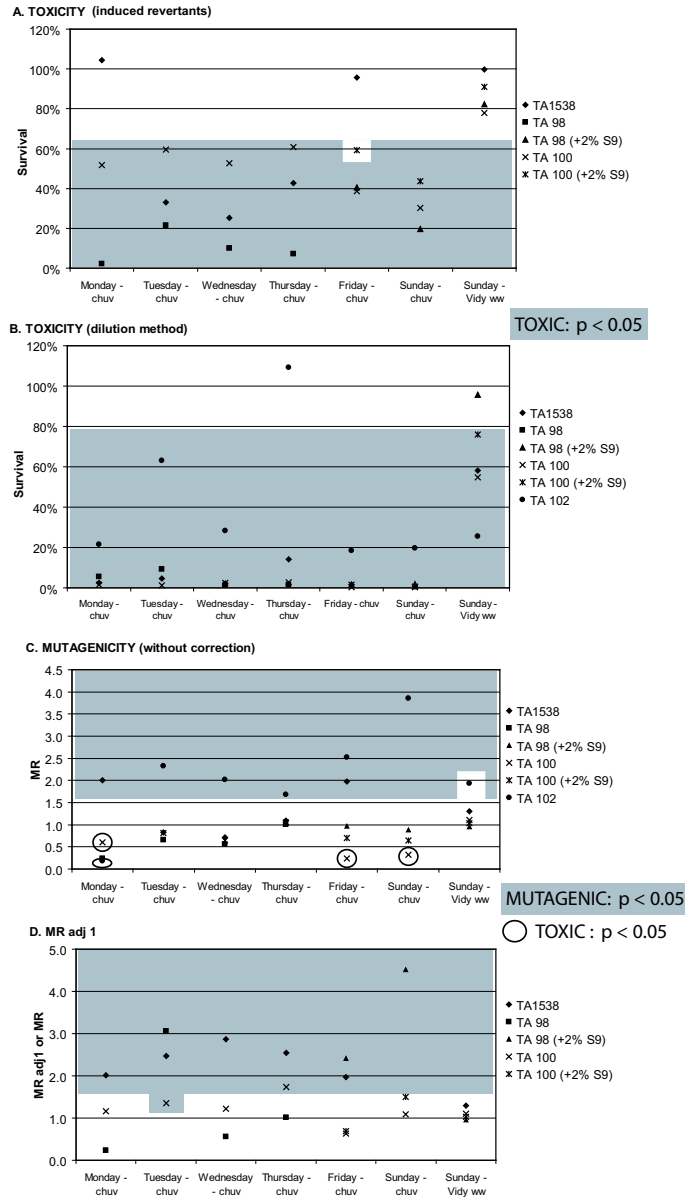 A. TOXICITY (induced revertants)
120%
100%
80%
60%
40%
20%
0%
Survival
Monday - chuv
Tuesday - chuv
Wednesday - chuv
Thursday - chuv
Friday - chuv
Sunday - chuv
Sunday - Vidy ww
TA1538
TA 98
TA 98 (+2% S9)
TA 100
TA 100 (+2% S9)
TOXIC: p < 0.05
B. TOXICITY (dilution method)
120%
100%
80%
60%
40%
20%
0%
Survival
Monday - chuv
Tuesday - chuv
Wednesday - chuv
Thursday - chuv
Friday - chuv
Sunday - chuv
Sunday - Vidy ww
TA1538
TA 98
TA 98 (+2% S9)
TA 100
TA 100 (+2% S9)
TA 102
C. MUTAGENICITY (without correction)
4.5
4.0
3.5
3.0
2.5
2.0
1.5
1.0
0.5
0.0
MR
Monday - chuv
Tuesday - chuv
Wednesday - chuv
Thursday - chuv
Friday - chuv
Sunday - chuv
Sunday - Vidy ww
TA1538
TA 98
TA 98 (+2% S9)
TA 100
TA 100 (+2% S9)
TA 102
MUTAGENIC: p < 0.05
TOXIC : p < 0.05
D. MR adj 1
5.0
4.0
3.0
2.0
1.0
0.0
MR adj1 or MR
Monday - chuv
Tuesday - chuv
Wednesday - chuv
Thursday - chuv
Friday - chuv
Sunday - chuv
Sunday - Vidy ww
TA1538
TA 98
TA 98 (+2% S9)
TA 100
TA 100 (+2% S9)